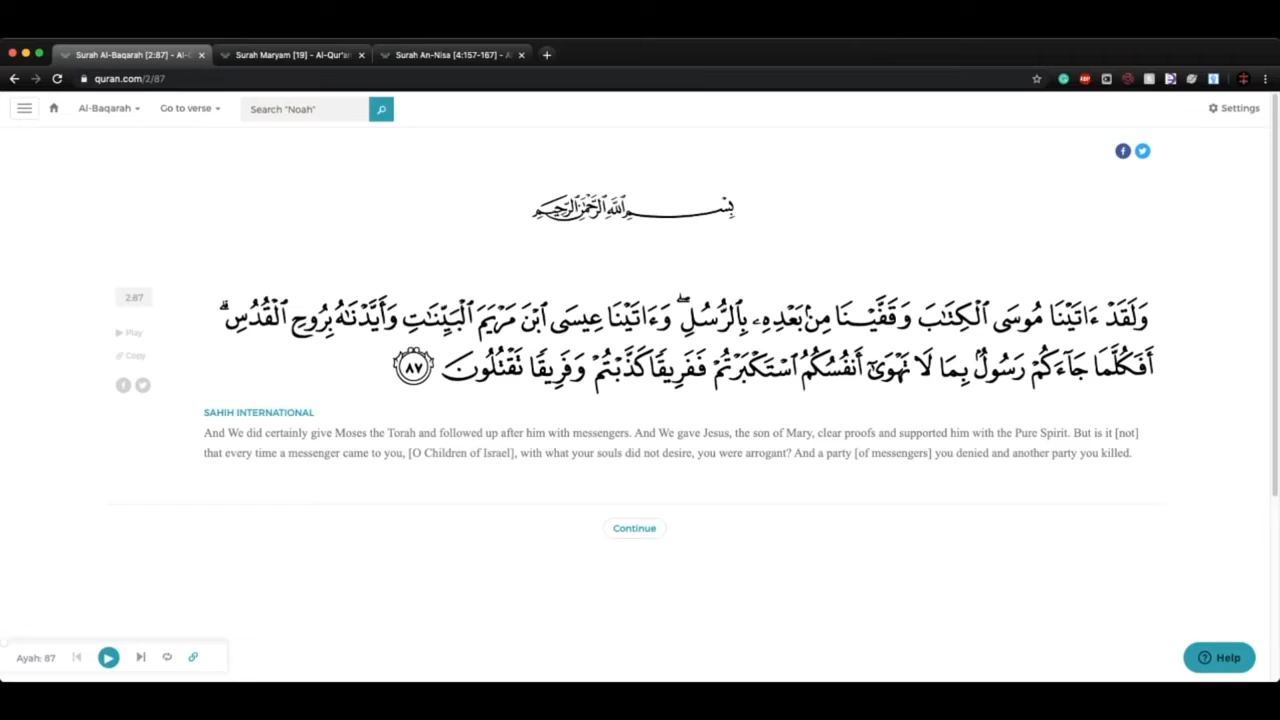 Surah Al-Baqarah [2:87] - Al-Q
Surah Maryam [19] - Al-Qur'an
Surah An-Nisa [4:157-167] - A
quran.com/2/87
Al-Baqarah
Go to verse
Search "Noah"
Settings
بِسْمِ ٱللَّهِ ٱلرَّحْمَٰنِ ٱلرَّحِيمِ
2:87
وَلَقَدْ ءَاتَيْنَا مُوسَى ٱلْكِتَٰبَ وَقَفَّيْنَا مِنۢ بَعْدِهِۦ بِٱلرُّسُلِ ۖ وَءَاتَيْنَا عِيسَى ٱبْنَ مَرْيَمَ ٱلْبَيِّنَٰتِ وَأَيَّدْنَٰهُ بِرُوحِ ٱلْقُدُسِ ۗ
Play
أَفَكُلَّمَا جَآءَكُمْ رَسُولٌۢ بِمَا لَا تَهْوَىٰٓ أَنفُسُكُمُ ٱسْتَكْبَرْتُمْ فَفَرِيقًا كَذَّبْتُمْ وَفَرِيقًا تَقْتُلُونَ ٨٧
Copy
SAHIH INTERNATIONAL
And We did certainly give Moses the Torah and followed up after him with messengers. And We gave Jesus, the son of Mary, clear proofs and supported him with the Pure Spirit. But is it [not]
that every time a messenger came to you, [O Children of Israel], with what your souls did not desire, you were arrogant? And a party [of messengers] you denied and another party you killed.
Continue
Ayah: 87
Help